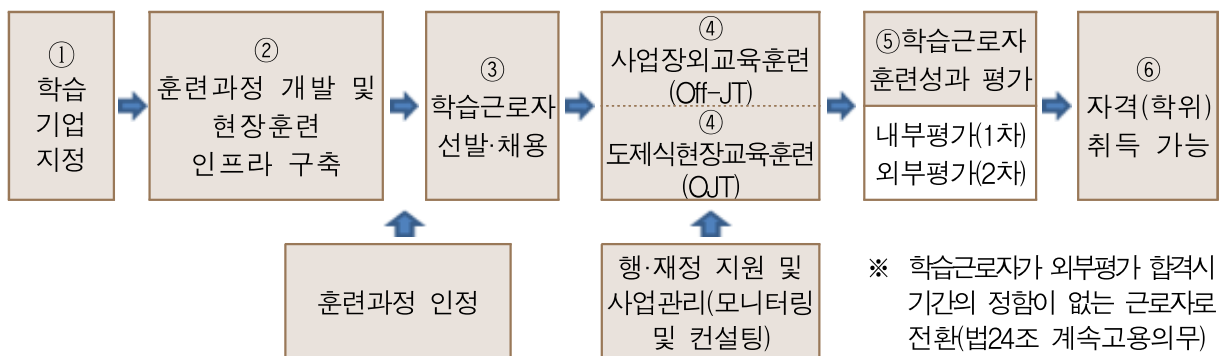 ①
학습
기업
지정
②
훈련과정 개발 및
현장훈련
인프라 구축
③
학습근로자
선발·채용
④
사업장외교육훈련
(Off-JT)
④
도제식현장교육훈련
(OJT)
⑤학습근로자
훈련성과 평가
내부평가(1차)
외부평가(2차)
⑥
자격(학위)
취득 가능
훈련과정 인정
행·재정 지원 및
사업관리(모니터링
및 컨설팅)
※ 학습근로자가 외부평가 합격시
기간의 정함이 없는 근로자로
전환(법24조 계속고용의무)